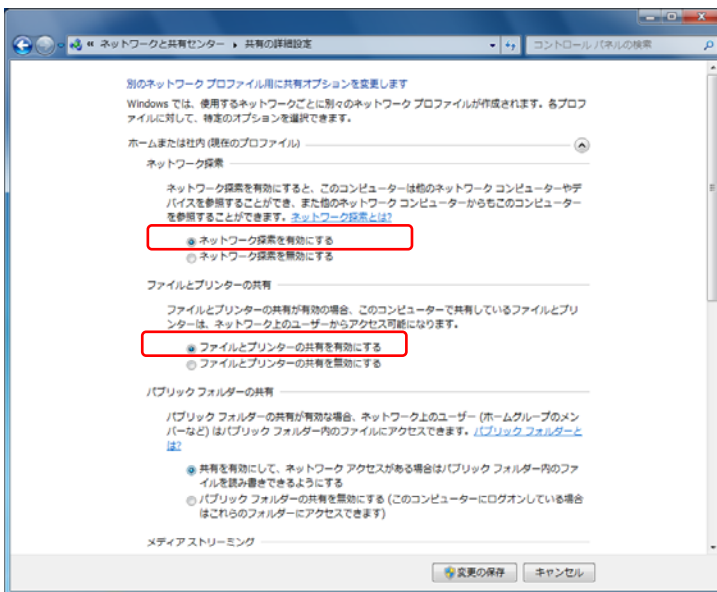 « ネットワークと共有センター ▸ 共有の詳細設定
コントロール パネルの検索
別のネットワーク プロファイル用に共有オプションを変更します
Windows では、使用するネットワークごとに別々のネットワーク プロファイルが作成されます。各プロフ
ァイルに対して、特定のオプションを選択できます。
ホームまたは社内 (現在のプロファイル)
ネットワーク探索
ネットワーク探索を有効にすると、このコンピューターは他のネットワーク コンピューターやデ
バイスを参照することができ、また他のネットワーク コンピューターからもこのコンピューター
を参照することができます。ネットワーク探索とは?
ネットワーク探索を有効にする
ネットワーク探索を無効にする
ファイルとプリンターの共有
ファイルとプリンターの共有が有効の場合、このコンピューターで共有しているファイルとプリ
ンターは、ネットワーク上のユーザーからアクセス可能になります。
ファイルとプリンターの共有を有効にする
ファイルとプリンターの共有を無効にする
パブリック フォルダーの共有
パブリック フォルダーの共有が有効な場合、ネットワーク上のユーザー (ホームグループのメン
バーなど) はパブリック フォルダー内のファイルにアクセスできます。パブリック フォルダーと
は?
共有を有効にして、ネットワーク アクセスがある場合はパブリック フォルダー内のファ
イルを読み書きできるようにする
パブリック フォルダーの共有を無効にする (このコンピューターにログオンしている場合
はこれらのフォルダーにアクセスできます)
メディア ストリーミング
変更の保存
キャンセル